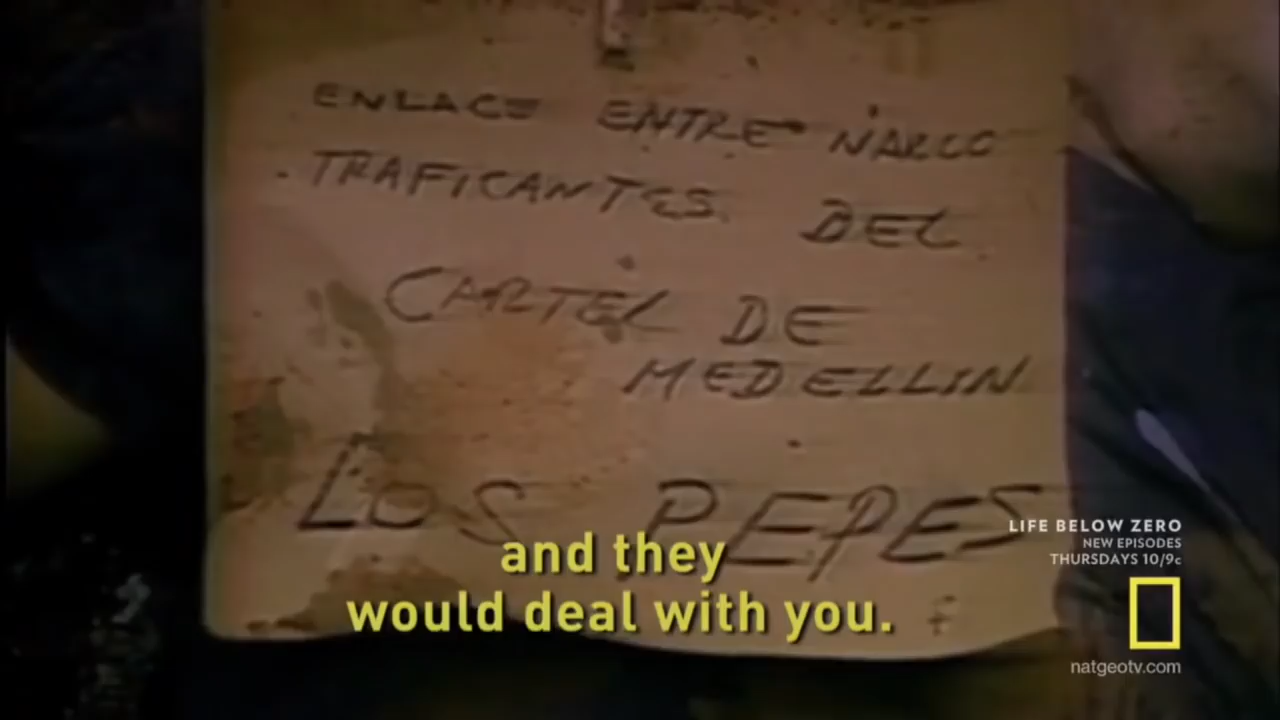 ENLACE ENTRE NARCO
TRAFICANTES DEL
CARTEL DE
MEDELLIN
LOS PEPES
and they
would deal with you.
LIFE BELOW ZERO
NEW EPISODES
THURSDAYS 10/9c
natgeotv.com